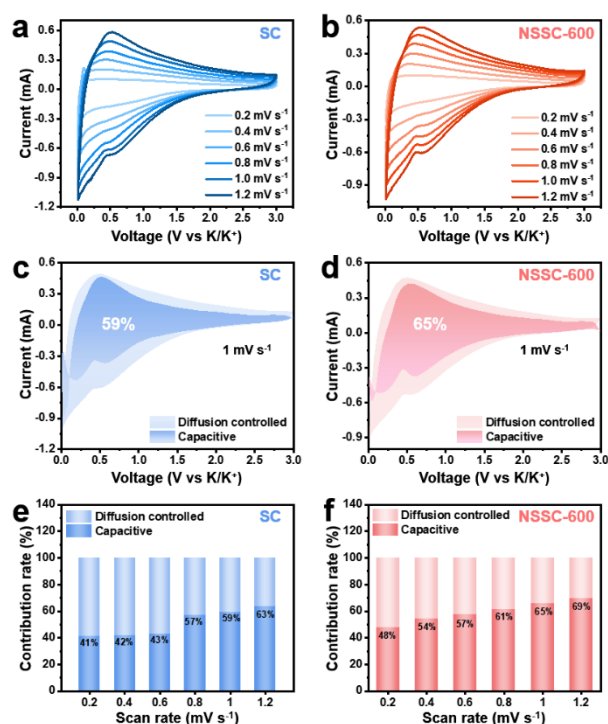 a
SC
0.6
0.3
0.0
-0.3
-0.6
-0.9
-1.2
Current (mA)
0.2 mV s⁻¹
0.4 mV s⁻¹
0.6 mV s⁻¹
0.8 mV s⁻¹
1.0 mV s⁻¹
1.2 mV s⁻¹
0.0 0.5 1.0 1.5 2.0 2.5 3.0
Voltage (V vs K/K⁺)
b
NSSC-600
0.6
0.3
0.0
-0.3
-0.6
-0.9
Current (mA)
0.2 mV s⁻¹
0.4 mV s⁻¹
0.6 mV s⁻¹
0.8 mV s⁻¹
1.0 mV s⁻¹
1.2 mV s⁻¹
0.0 0.5 1.0 1.5 2.0 2.5 3.0
Voltage (V vs K/K⁺)
c
SC
0.6
0.3
0.0
-0.3
-0.6
-0.9
-1.2
Current (mA)
59%
1 mV s⁻¹
Diffusion controlled
Capacitive
0.0 0.5 1.0 1.5 2.0 2.5 3.0
Voltage (V vs K/K⁺)
d
NSSC-600
0.6
0.3
0.0
-0.3
-0.6
-0.9
Current (mA)
65%
1 mV s⁻¹
Diffusion controlled
Capacitive
0.0 0.5 1.0 1.5 2.0 2.5 3.0
Voltage (V vs K/K⁺)
e
SC
140
120
100
80
60
40
20
0
Contribution rate (%)
Diffusion controlled
Capacitive
41% 42% 43% 57% 59% 63%
0.2 0.4 0.6 0.8 1 1.2
Scan rate (mV s⁻¹)
f
NSSC-600
140
120
100
80
60
40
20
0
Contribution rate (%)
Diffusion controlled
Capacitive
48% 54% 57% 61% 65% 69%
0.2 0.4 0.6 0.8 1 1.2
Scan rate (mV s⁻¹)